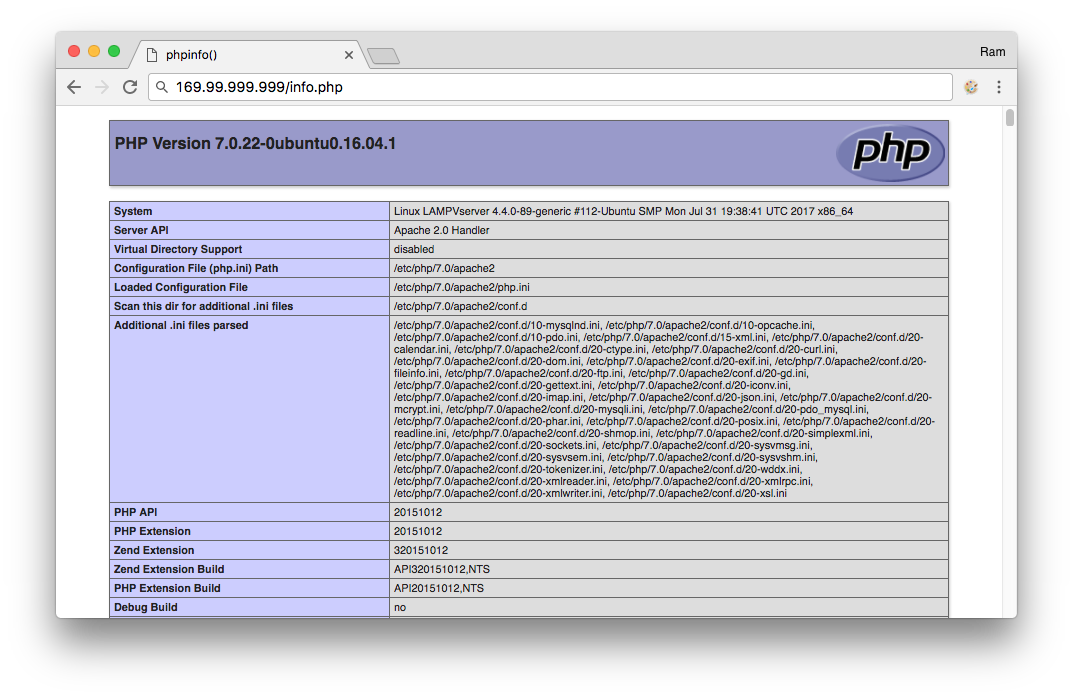 phpinfo()
Ram
169.99.999.999/info.php
PHP Version 7.0.22-0ubuntu0.16.04.1
php
System Linux LAMPVserver 4.4.0-89-generic #112-Ubuntu SMP Mon Jul 31 19:38:41 UTC 2017 x86_64
Server API Apache 2.0 Handler
Virtual Directory Support disabled
Configuration File (php.ini) Path /etc/php/7.0/apache2
Loaded Configuration File /etc/php/7.0/apache2/php.ini
Scan this dir for additional .ini files /etc/php/7.0/apache2/conf.d
Additional .ini files parsed /etc/php/7.0/apache2/conf.d/10-mysqlnd.ini, /etc/php/7.0/apache2/conf.d/10-opcache.ini,
/etc/php/7.0/apache2/conf.d/10-pdo.ini, /etc/php/7.0/apache2/conf.d/15-xml.ini, /etc/php/7.0/apache2/conf.d/20-
calendar.ini, /etc/php/7.0/apache2/conf.d/20-ctype.ini, /etc/php/7.0/apache2/conf.d/20-curl.ini,
/etc/php/7.0/apache2/conf.d/20-dom.ini, /etc/php/7.0/apache2/conf.d/20-exif.ini, /etc/php/7.0/apache2/conf.d/20-
fileinfo.ini, /etc/php/7.0/apache2/conf.d/20-ftp.ini, /etc/php/7.0/apache2/conf.d/20-gd.ini,
/etc/php/7.0/apache2/conf.d/20-gettext.ini, /etc/php/7.0/apache2/conf.d/20-iconv.ini,
/etc/php/7.0/apache2/conf.d/20-imap.ini, /etc/php/7.0/apache2/conf.d/20-json.ini, /etc/php/7.0/apache2/conf.d/20-
mcrypt.ini, /etc/php/7.0/apache2/conf.d/20-mysqli.ini, /etc/php/7.0/apache2/conf.d/20-pdo_mysql.ini,
/etc/php/7.0/apache2/conf.d/20-phar.ini, /etc/php/7.0/apache2/conf.d/20-posix.ini, /etc/php/7.0/apache2/conf.d/20-
readline.ini, /etc/php/7.0/apache2/conf.d/20-shmop.ini, /etc/php/7.0/apache2/conf.d/20-simplexml.ini,
/etc/php/7.0/apache2/conf.d/20-sockets.ini, /etc/php/7.0/apache2/conf.d/20-sysvmsg.ini,
/etc/php/7.0/apache2/conf.d/20-sysvsem.ini, /etc/php/7.0/apache2/conf.d/20-sysvshm.ini,
/etc/php/7.0/apache2/conf.d/20-tokenizer.ini, /etc/php/7.0/apache2/conf.d/20-wddx.ini,
/etc/php/7.0/apache2/conf.d/20-xmlreader.ini, /etc/php/7.0/apache2/conf.d/20-xmlrpc.ini,
/etc/php/7.0/apache2/conf.d/20-xmlwriter.ini, /etc/php/7.0/apache2/conf.d/20-xsl.ini
PHP API 20151012
PHP Extension 20151012
Zend Extension 320151012
Zend Extension Build API320151012,NTS
PHP Extension Build API20151012,NTS
Debug Build no